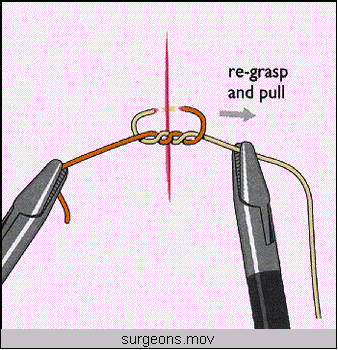 re-grasp
and pull
surgeons.mov